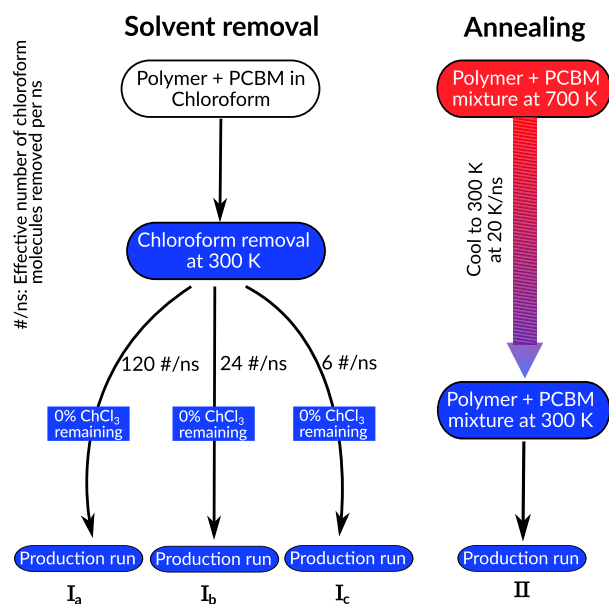 Solvent removal
Polymer + PCBM in
Chloroform
#/ns: Effective number of chloroform
molecules removed per ns
Chloroform removal
at 300 K
120 #/ns
24 #/ns
6 #/ns
0% ChCl₃
remaining
0% ChCl₃
remaining
0% ChCl₃
remaining
Production run
Production run
Production run
Iₐ
I_b
I_c
Annealing
Polymer + PCBM
mixture at 700 K
Cool to 300 K
at 20 K/ns
Polymer + PCBM
mixture at 300 K
Production run
II